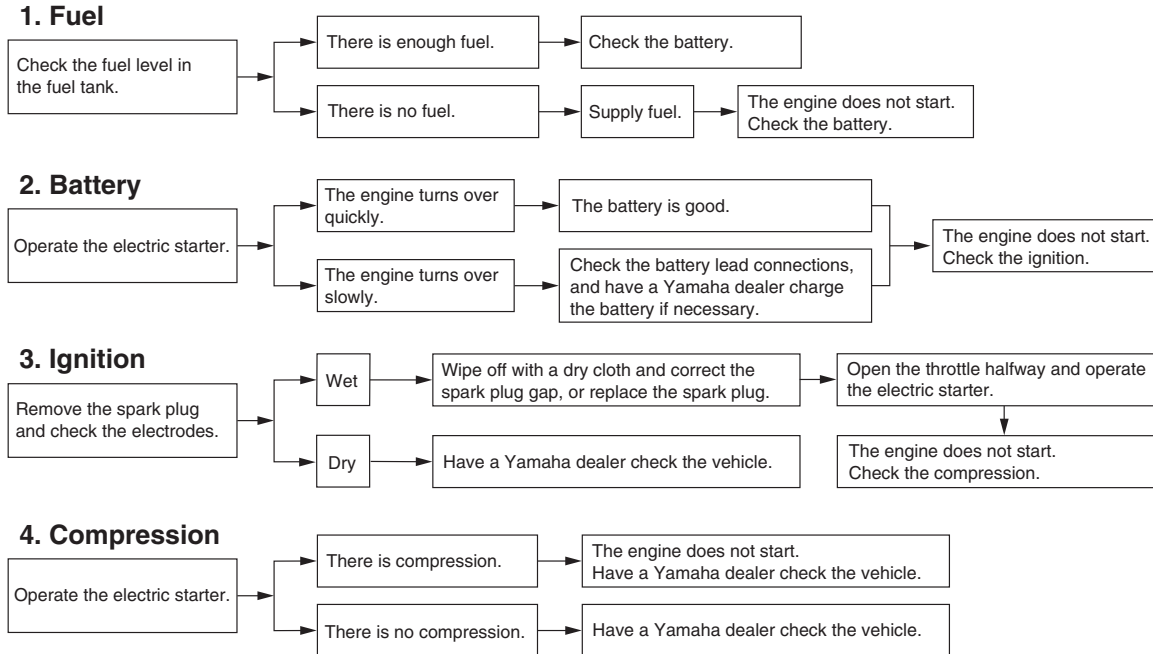 1. Fuel
Check the fuel level in
the fuel tank.
There is enough fuel.
Check the battery.
There is no fuel.
Supply fuel.
The engine does not start.
Check the battery.
2. Battery
Operate the electric starter.
The engine turns over
quickly.
The battery is good.
The engine turns over
slowly.
Check the battery lead connections,
and have a Yamaha dealer charge
the battery if necessary.
The engine does not start.
Check the ignition.
3. Ignition
Remove the spark plug
and check the electrodes.
Wet
Wipe off with a dry cloth and correct the
spark plug gap, or replace the spark plug.
Open the throttle halfway and operate
the electric starter.
Dry
Have a Yamaha dealer check the vehicle.
The engine does not start.
Check the compression.
4. Compression
Operate the electric starter.
There is compression.
The engine does not start.
Have a Yamaha dealer check the vehicle.
There is no compression.
Have a Yamaha dealer check the vehicle.